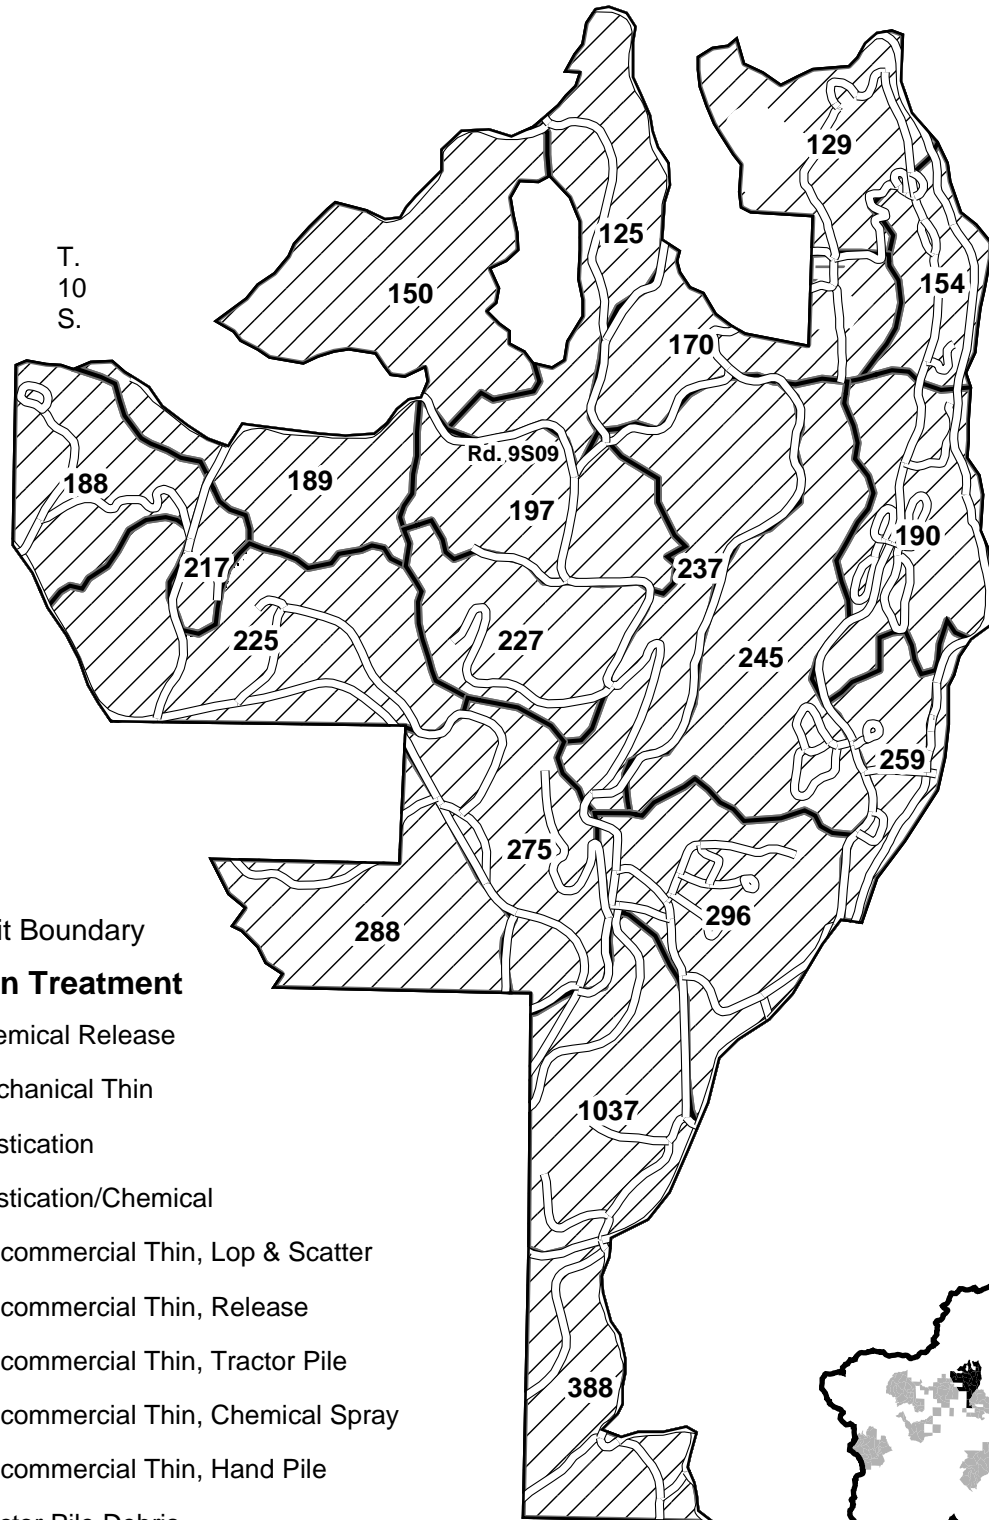 129
125
T.
10
S.
150
154
170
Rd. 9S09
188
189
197
190
217
237
225
227
245
259
275
296
288
it Boundary
n Treatment
emical Release
chanical Thin
stication
stication/Chemical
commercial Thin, Lop & Scatter
commercial Thin, Release
commercial Thin, Tractor Pile
commercial Thin, Chemical Spray
commercial Thin, Hand Pile
1037
388